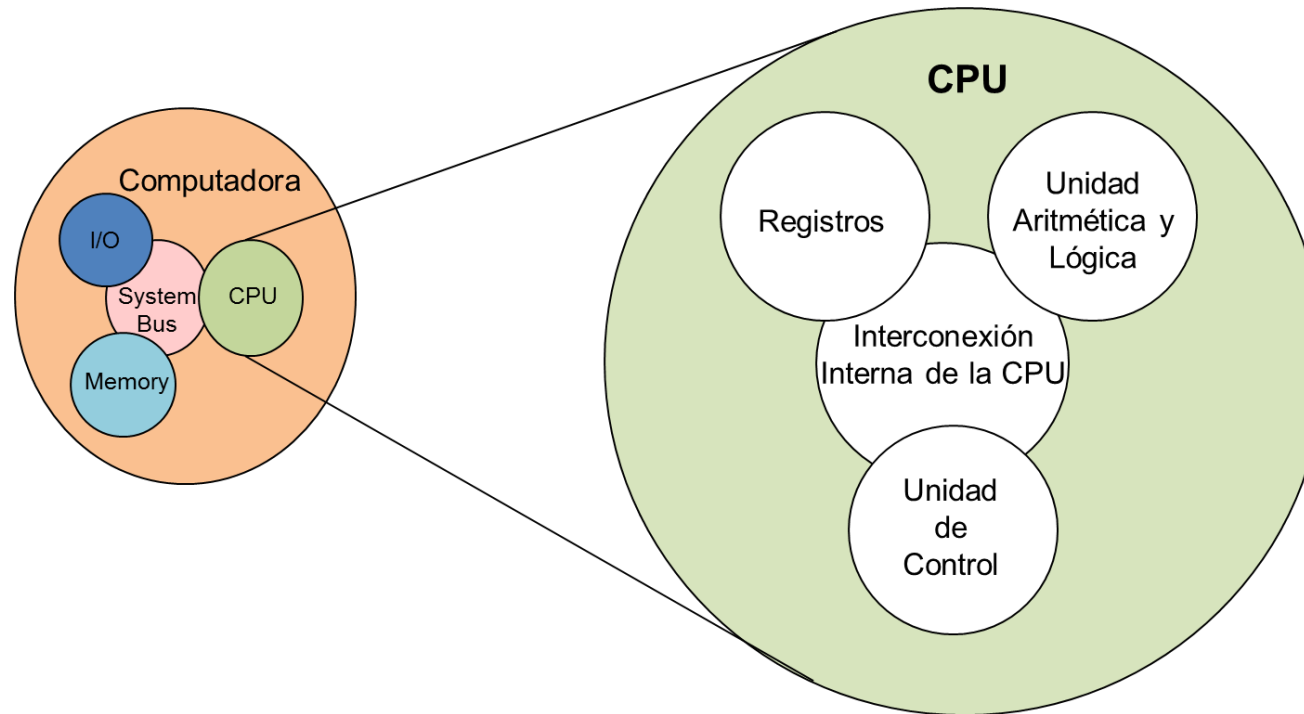 Computadora
I/O
System
Bus
CPU
Memory
CPU
Registros
Unidad
Aritmética y
Lógica
Interconexión
Interna de la CPU
Unidad
de
Control